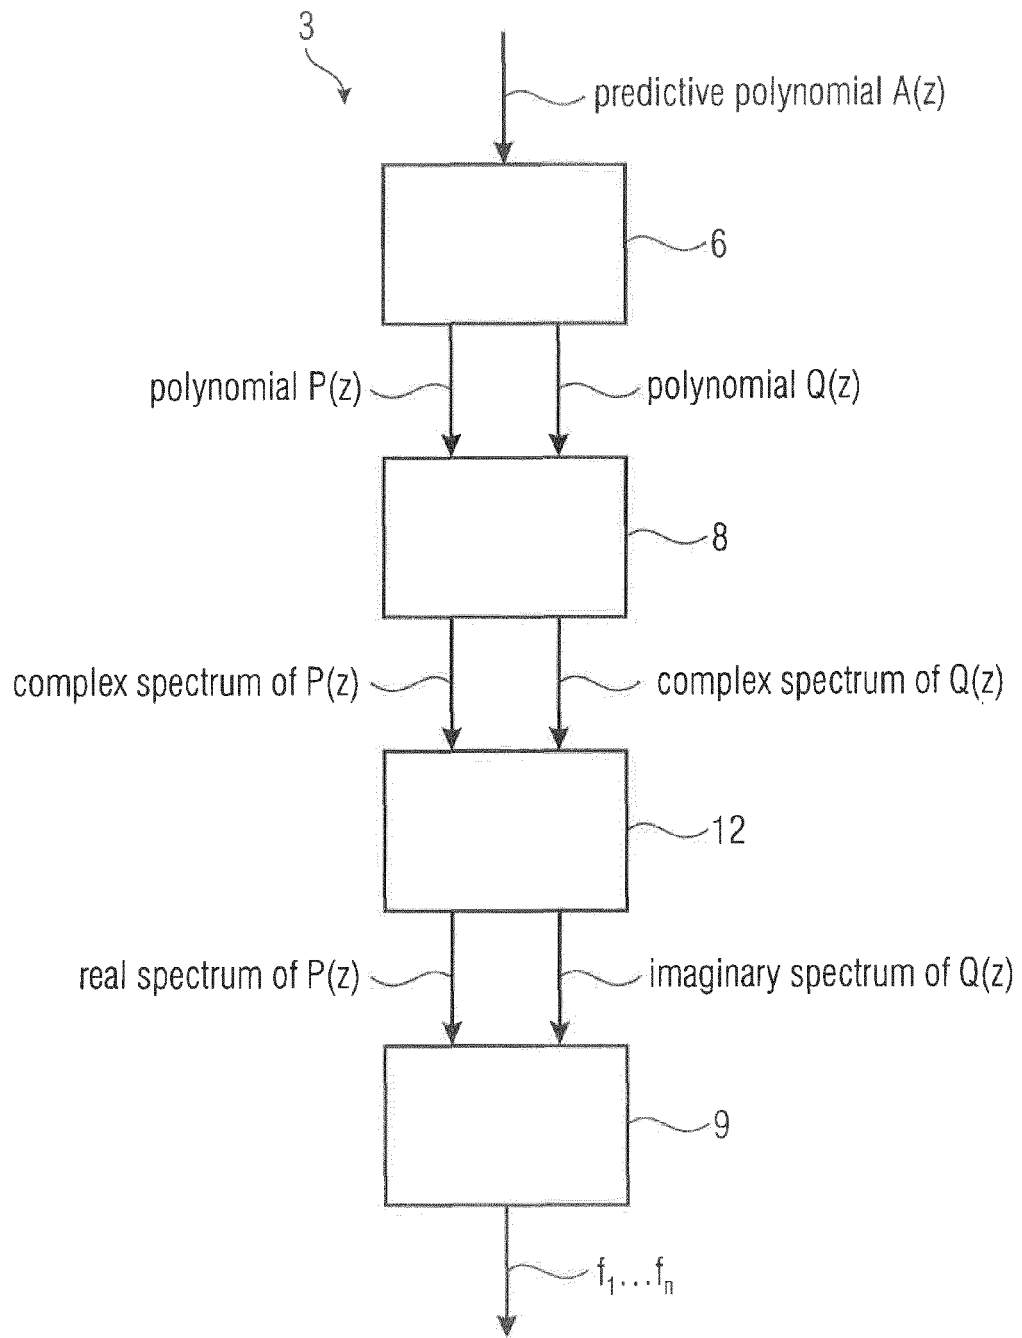 3
predictive polynomial A(z)
6
polynomial P(z)
polynomial Q(z)
8
complex spectrum of P(z)
complex spectrum of Q(z)
12
real spectrum of P(z)
imaginary spectrum of Q(z)
9
f₁...fₙ